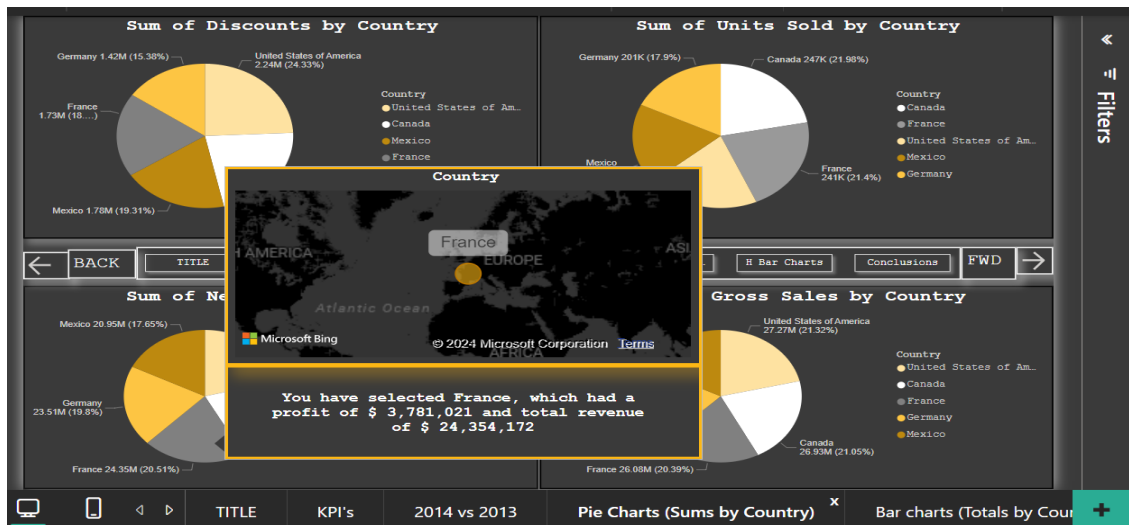 Sum of Discounts by Country
Germany 1.42M (15.38%)
United States of America
2.24M (24.33%)
France
1.73M (18....)
Mexico 1.78M (19.31%)
Country
United States of Am...
Canada
Mexico
France
Sum of Units Sold by Country
Germany 201K (17.9%)
Canada 247K (21.98%)
Mexico
France
241K (21.4%)
Country
Canada
France
United States of Am...
Mexico
Germany
«
Filters
Country
France
AMERICA
EUROPE
ASI
Atlantic Ocean
AFRICA
Microsoft Bing
© 2024 Microsoft Corporation Terms
You have selected France, which had a
profit of $ 3,781,021 and total revenue
of $ 24,354,172
BACK
TITLE
H Bar Charts
Conclusions
FWD
Sum of Ne
Mexico 20.95M (17.65%)
Germany
23.51M (19.8%)
France 24.35M (20.51%)
Gross Sales by Country
United States of America
27.27M (21.32%)
Canada
26.93M (21.05%)
France 26.08M (20.39%)
Country
United States of Am...
Canada
France
Germany
Mexico
TITLE
KPI's
2014 vs 2013
Pie Charts (Sums by Country) x
Bar charts (Totals by Cou
+